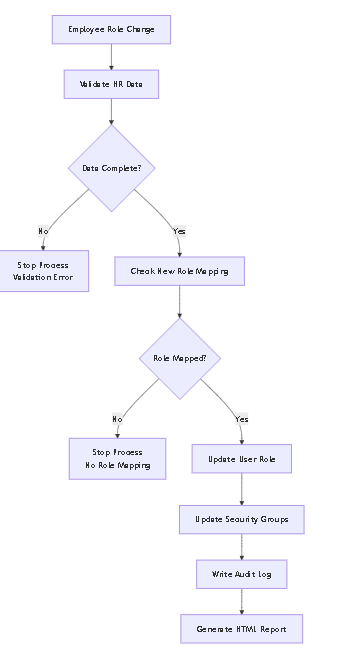 Employee Role Change
Validate HR Data
Data Complete?
No
Yes
Stop Process
Validation Error
Check New Role Mapping
Role Mapped?
No
Yes
Stop Process
No Role Mapping
Update User Role
Update Security Groups
Write Audit Log
Generate HTML Report